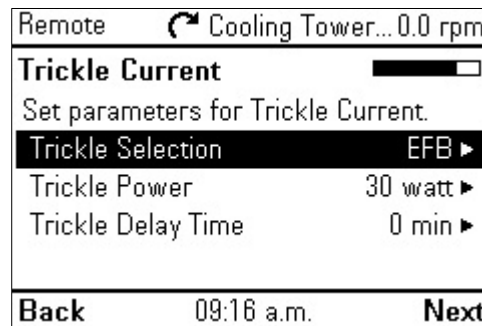 Remote Cooling Tower... 0.0 rpm
Trickle Current
Set parameters for Trickle Current.
Trickle Selection EFB
Trickle Power 30 watt
Trickle Delay Time 0 min
Back 09:16 a.m. Next